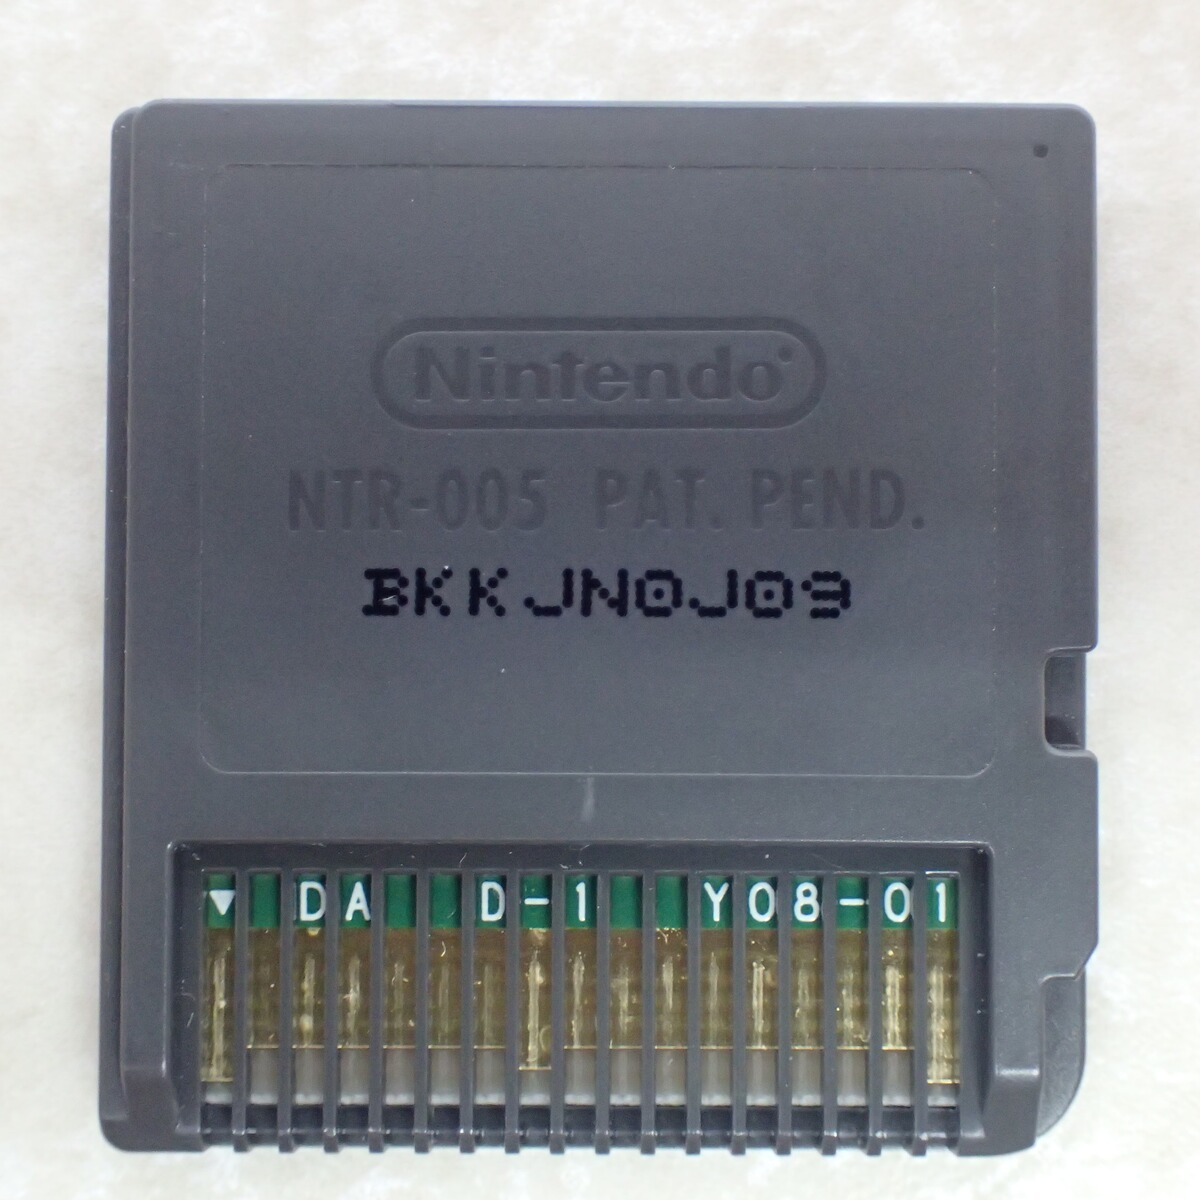 Nintendo
NTR-005 PAT. PEND.
BKKJN0J09
▼ DA D-1 Y08-01